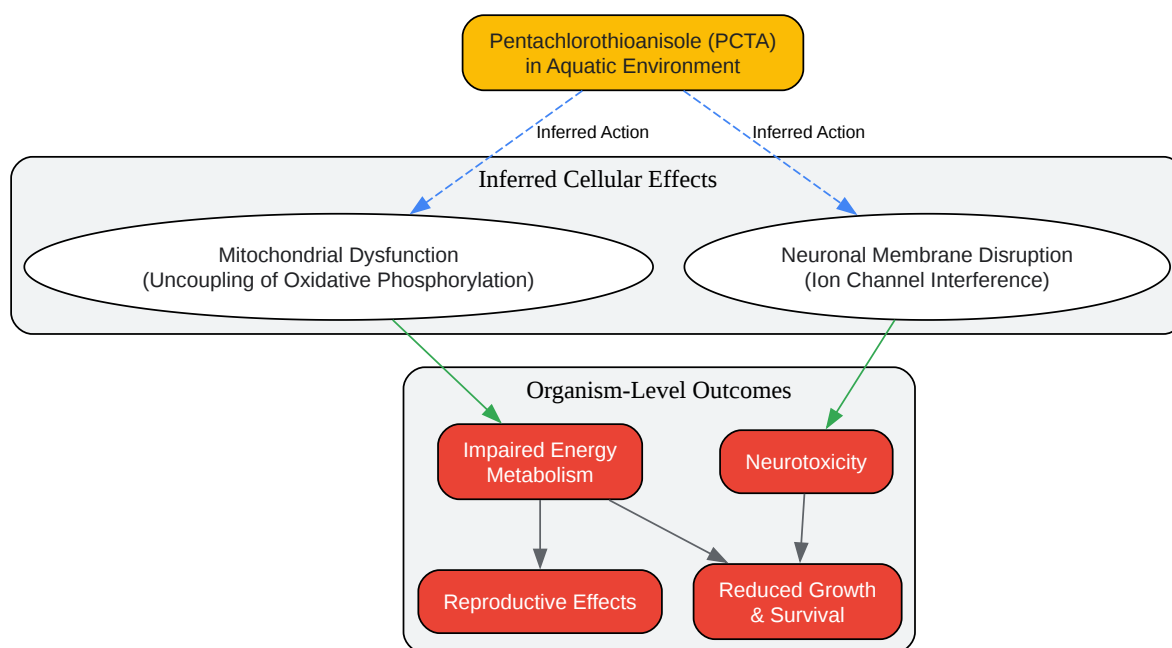 Pentachlorothioanisole (PCTA)
in Aquatic Environment
Inferred Action
Inferred Action
Inferred Cellular Effects
Mitochondrial Dysfunction
(Uncoupling of Oxidative Phosphorylation)
Neuronal Membrane Disruption
(Ion Channel Interference)
Organism-Level Outcomes
Impaired Energy
Metabolism
Neurotoxicity
Reproductive Effects
Reduced Growth
& Survival